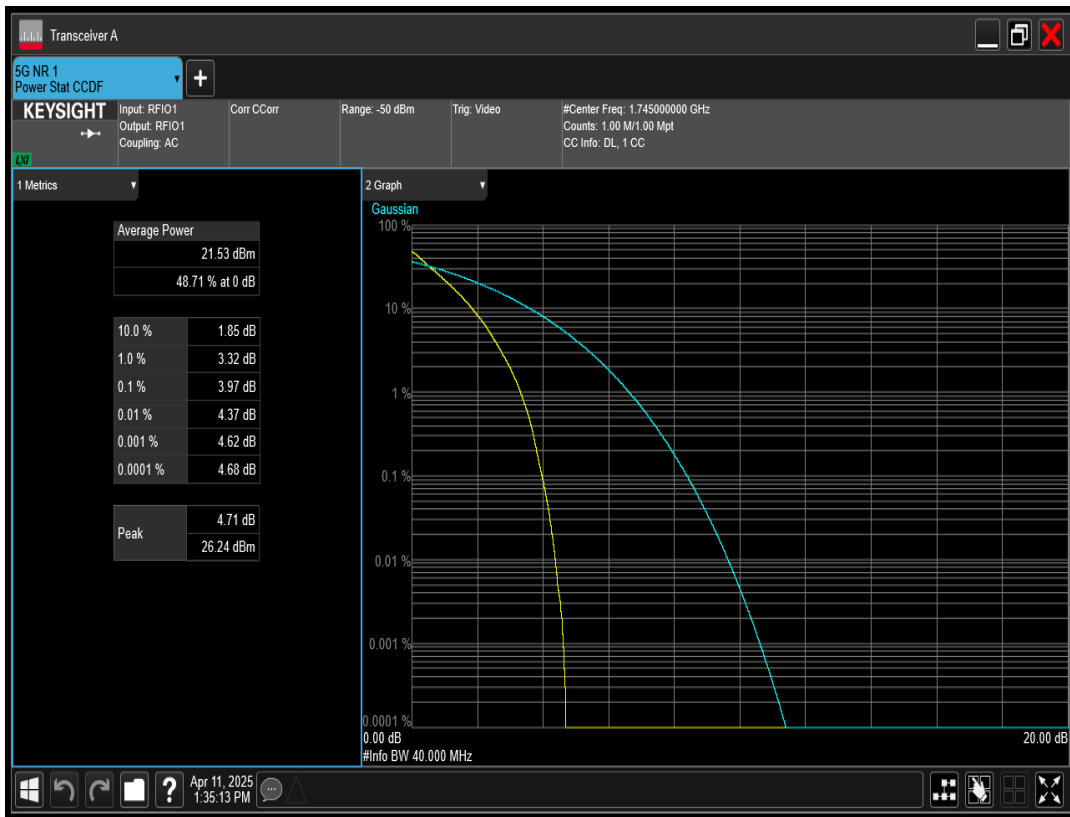 Transceiver A
5G NR 1
Power Stat CCDF
+
KEYSIGHT
LXI
Input: RFIO1
Output: RFIO1
Coupling: AC
Corr CCorr
Range: -50 dBm
Trig: Video
#Center Freq: 1.745000000 GHz
Counts: 1.00 M/1.00 Mpt
CC Info: DL, 1 CC
1 Metrics
Average Power
21.53 dBm
48.71 % at 0 dB
10.0 % 1.85 dB
1.0 % 3.32 dB
0.1 % 3.97 dB
0.01 % 4.37 dB
0.001 % 4.62 dB
0.0001 % 4.68 dB
Peak 4.71 dB
26.24 dBm
2 Graph
Gaussian
100 %
10 %
1 %
0.1 %
0.01 %
0.001 %
0.0001 %
0.00 dB 20.00 dB
#Info BW 40.000 MHz
?
Apr 11, 2025
1:35:13 PM